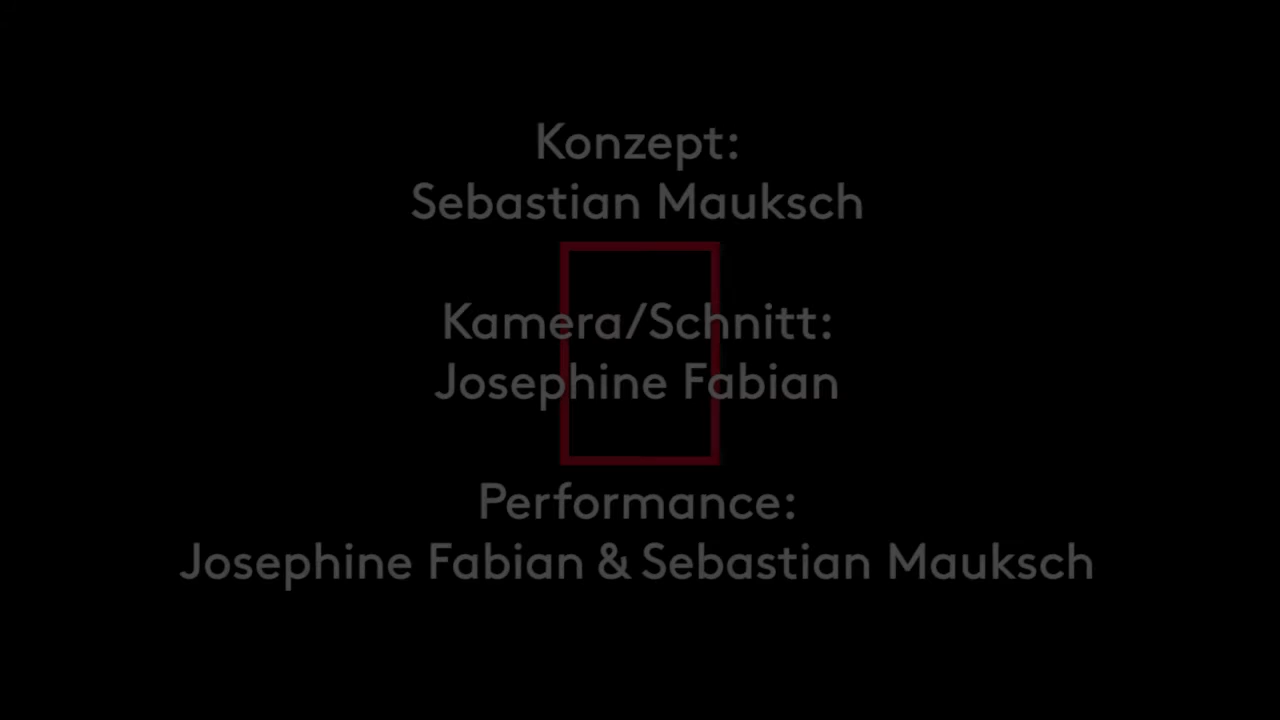 Konzept:
Sebastian Mauksch
Kamera/Schnitt:
Josephine Fabian
Performance:
Josephine Fabian & Sebastian Mauksch